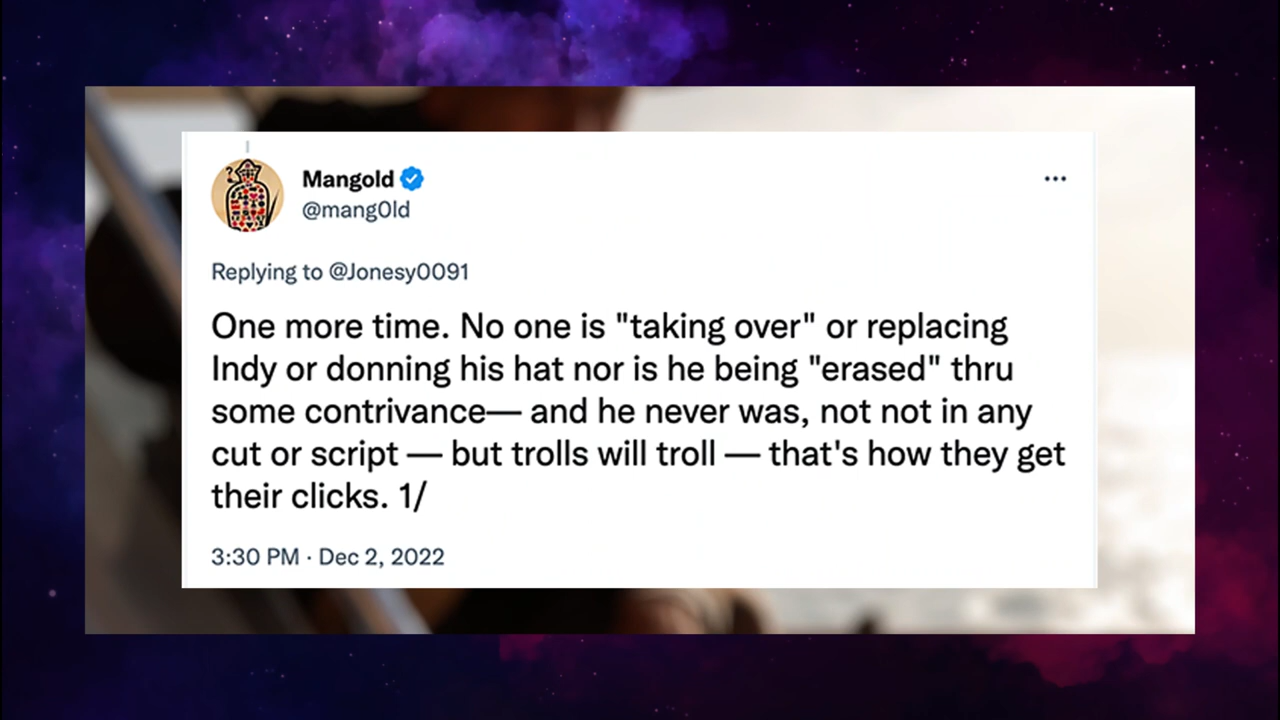 Mangold
@mang0ld
Replying to @Jonesy0091
One more time. No one is "taking over" or replacing
Indy or donning his hat nor is he being "erased" thru
some contrivance— and he never was, not not in any
cut or script — but trolls will troll — that's how they get
their clicks. 1/
3:30 PM · Dec 2, 2022